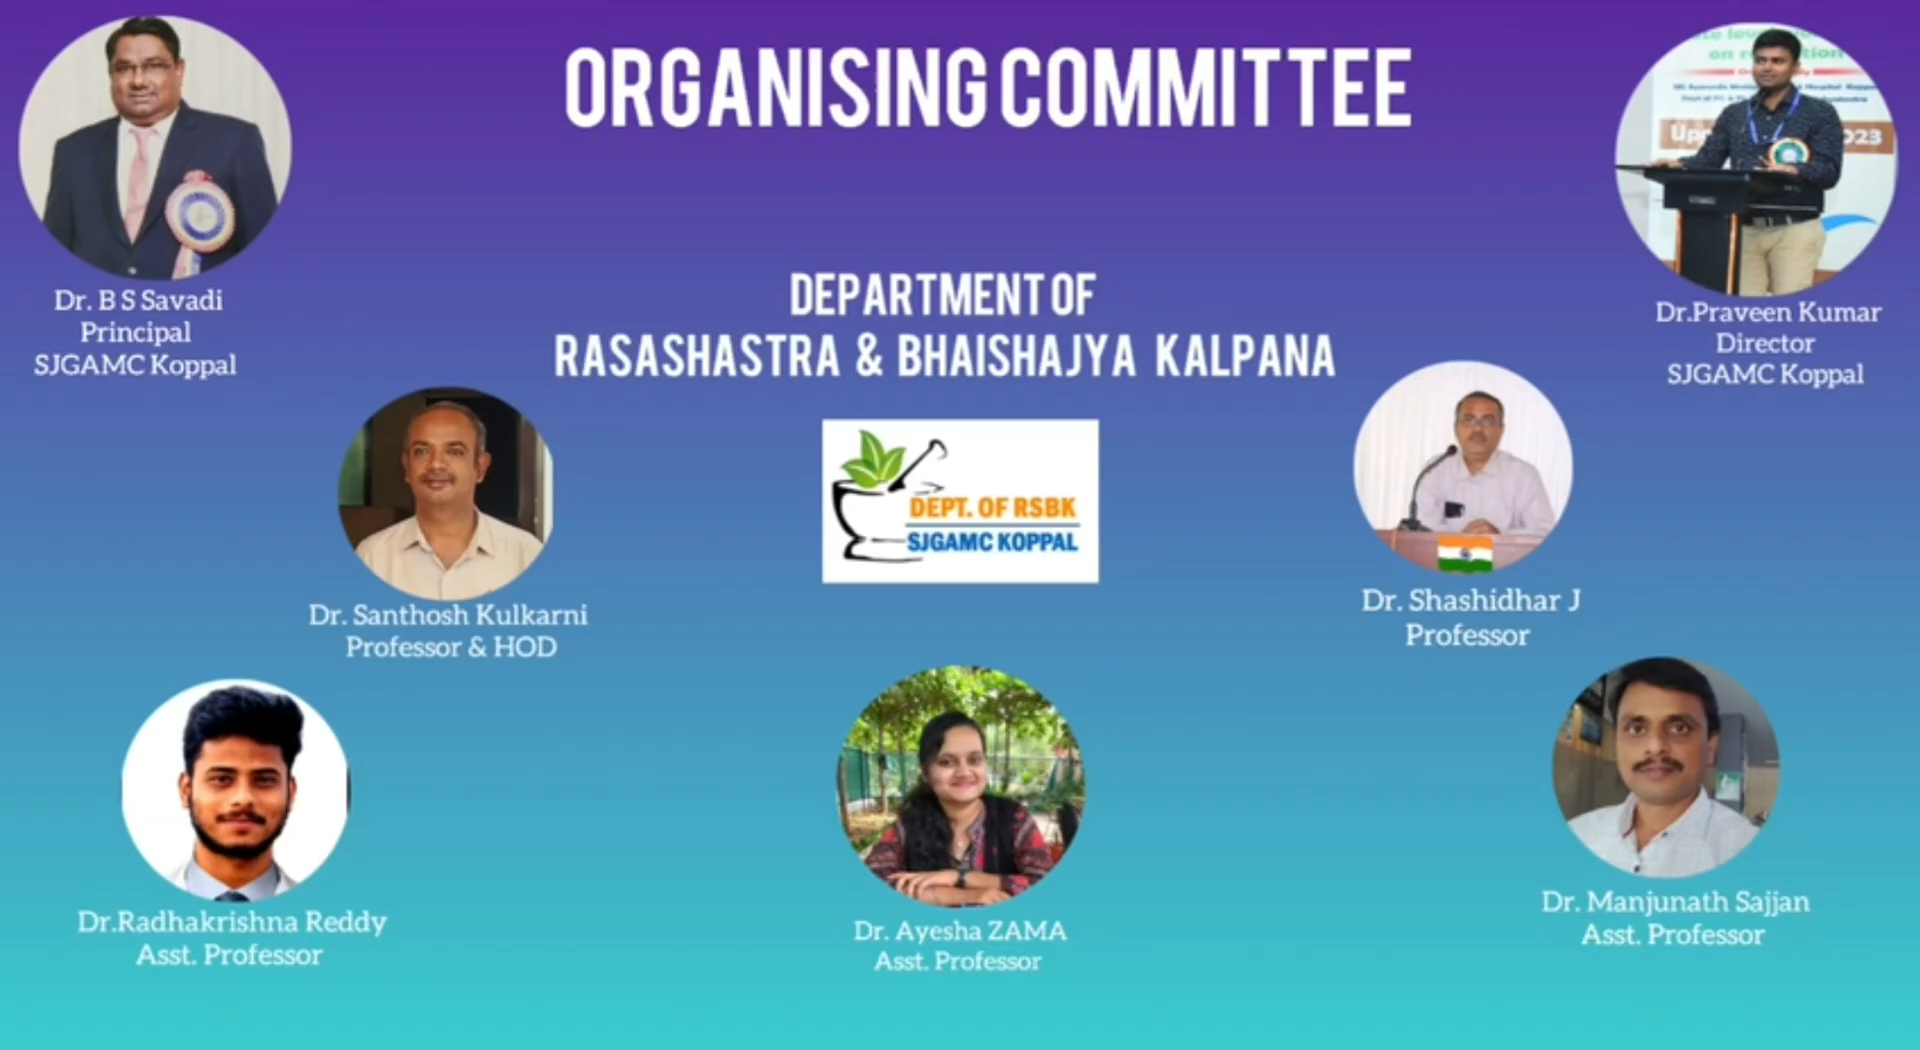 ORGANISING COMMITTEE
on
2023
Dr. B S Savadi
Principal
SJGAMC Koppal
Dr.Praveen Kumar
Director
SJGAMC Koppal
DEPARTMENT OF
RASASHASTRA & BHAISHAJYA KALPANA
DEPT. OF RSBK
SJGAMC KOPPAL
Dr. Santhosh Kulkarni
Professor & HOD
Dr. Shashidhar J
Professor
Dr.Radhakrishna Reddy
Asst. Professor
Dr. Ayesha ZAMA
Asst. Professor
Dr. Manjunath Sajjan
Asst. Professor